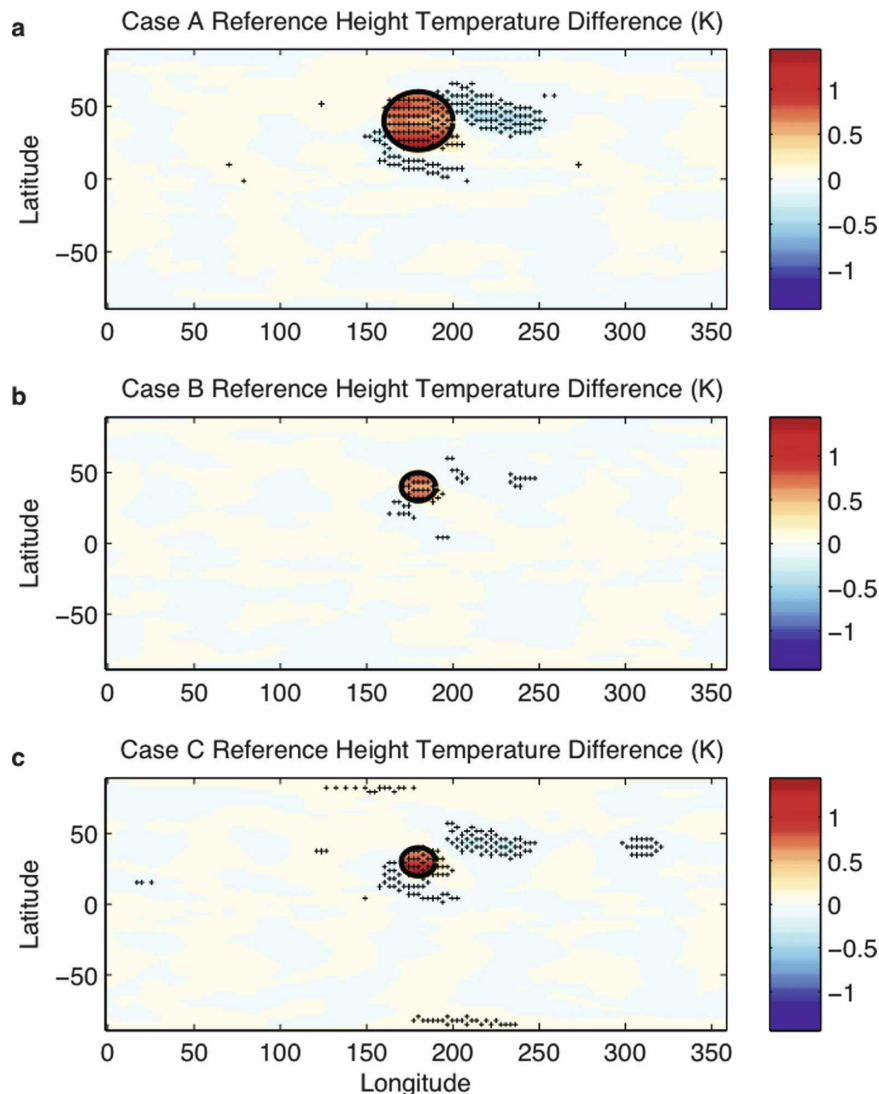 a
Case A Reference Height Temperature Difference (K)
Latitude
50
0
−50
0 50 100 150 200 250 300 350
1
0.5
0
−0.5
−1
b
Case B Reference Height Temperature Difference (K)
Latitude
50
0
−50
0 50 100 150 200 250 300 350
1
0.5
0
−0.5
−1
c
Case C Reference Height Temperature Difference (K)
Latitude
50
0
−50
0 50 100 150 200 250 300 350
Longitude
1
0.5
0
−0.5
−1